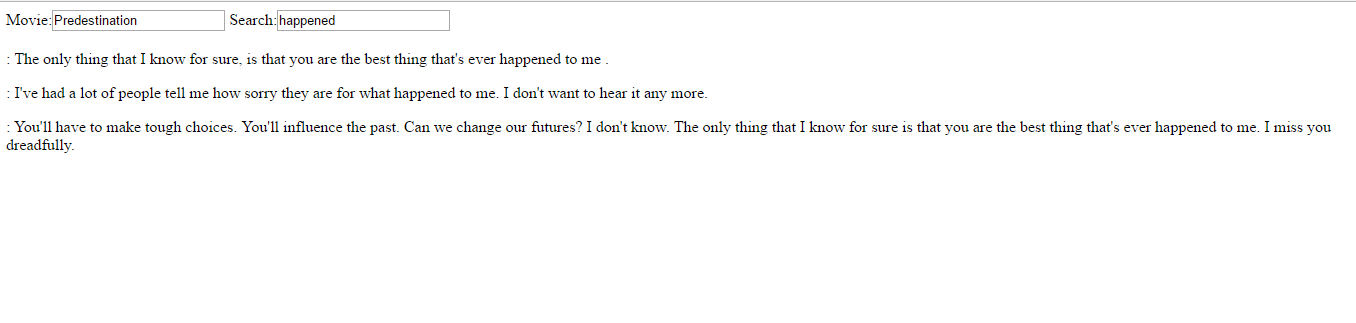 Movie:Predestination Search:happened
: The only thing that I know for sure, is that you are the best thing that's ever happened to me .
: I've had a lot of people tell me how sorry they are for what happened to me. I don't want to hear it any more.
: You'll have to make tough choices. You'll influence the past. Can we change our futures? I don't know. The only thing that I know for sure is that you are the best thing that's ever happened to me. I miss you
dreadfully.